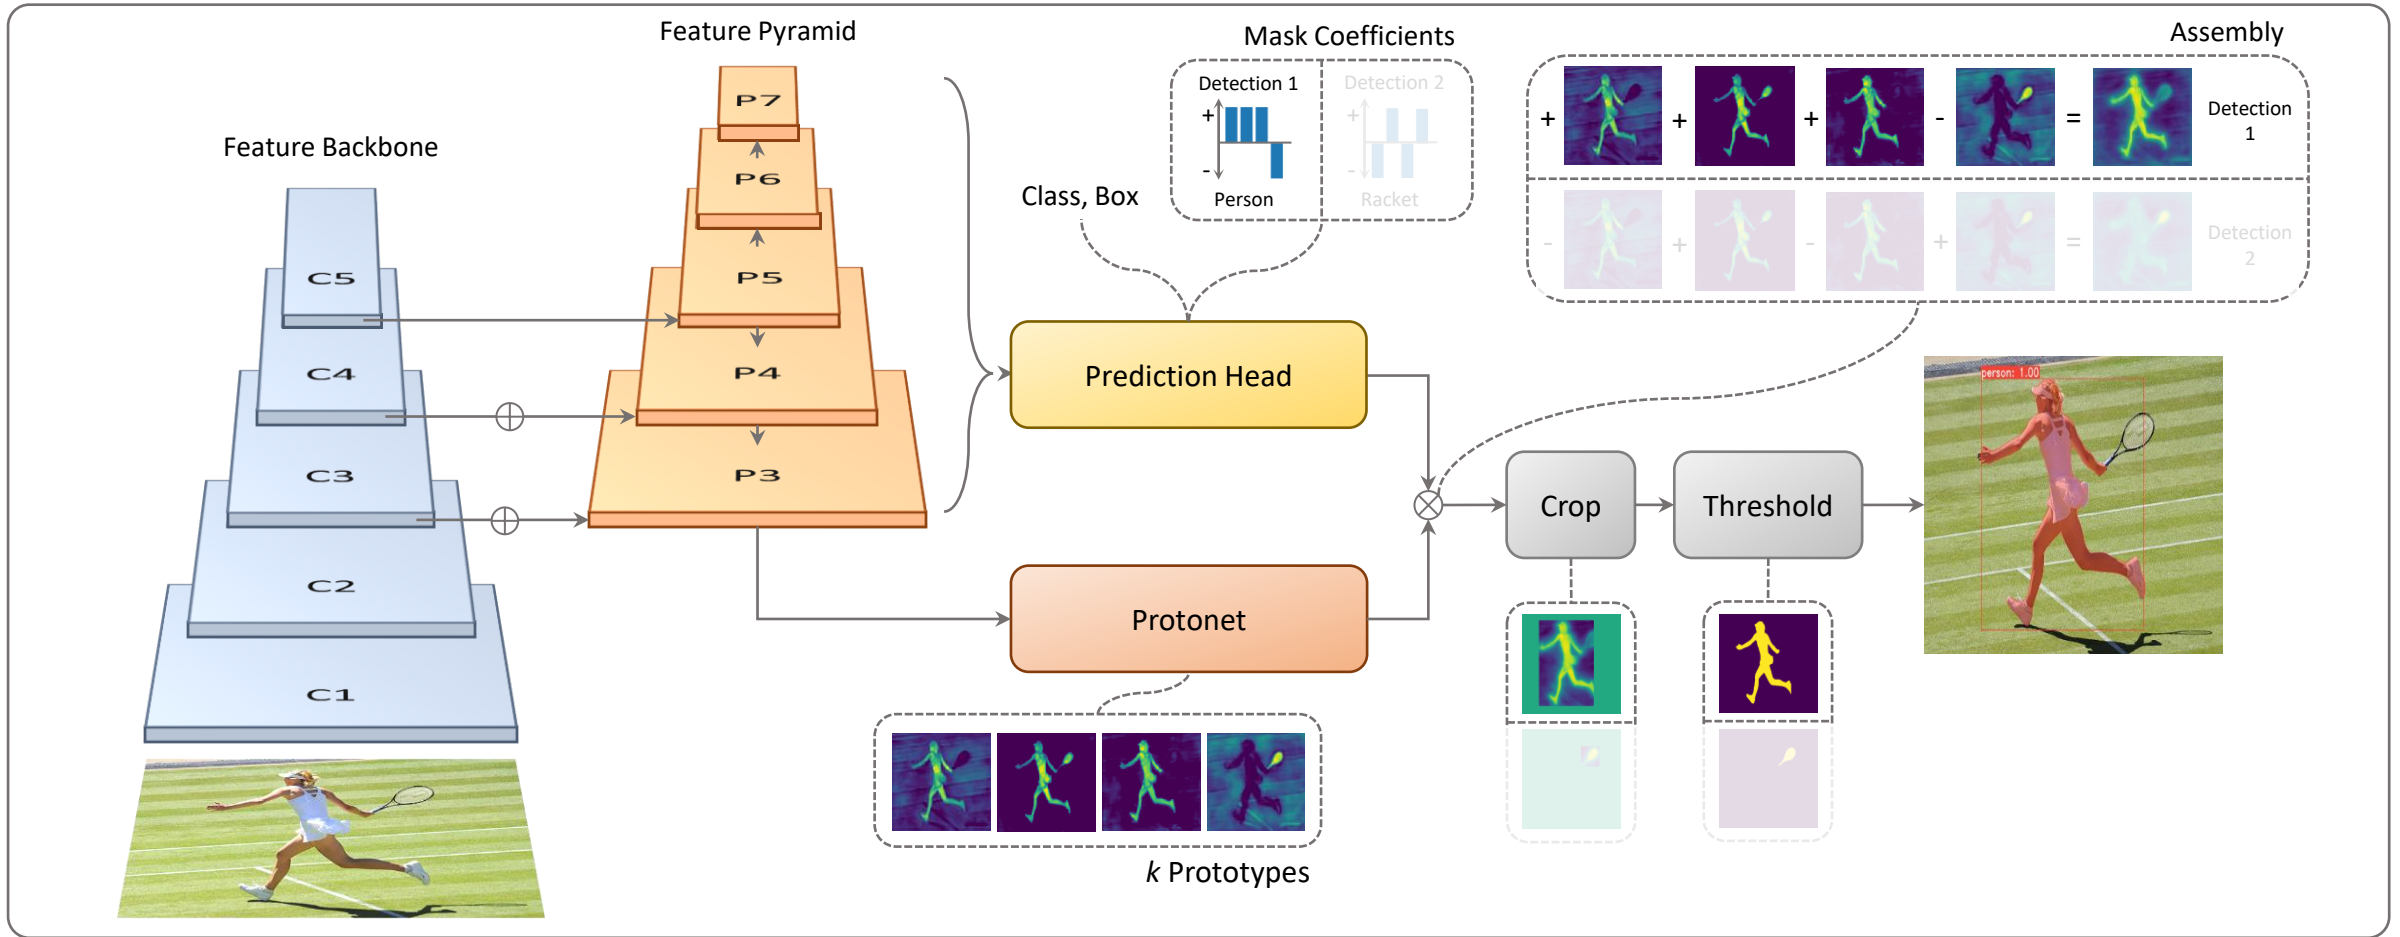 Feature Pyramid
Mask Coefficients
Assembly
Feature Backbone
P7
P6
P5
P4
P3
C5
C4
C3
C2
C1
Class, Box
Detection 1
+
-
Person
Detection 2
+
-
Racket
+ + + - = Detection
1
- + - + = Detection
2
Prediction Head
Crop
Threshold
person: 1.00
Protonet
k Prototypes